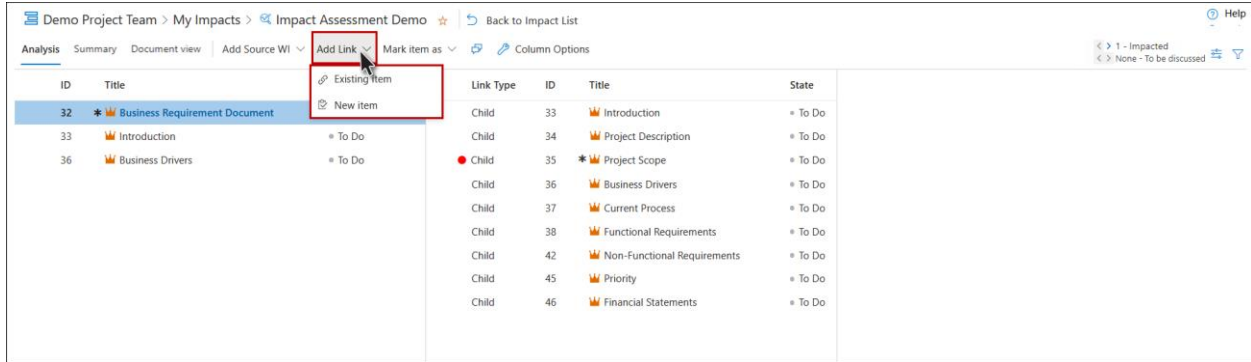 Demo Project Team > My Impacts > Impact Assessment Demo Back to Impact List Help
Analysis Summary Document view Add Source WI Add Link Mark item as Column Options
< > 1 - Impacted
< > None - To be discussed
Existing Item
New item
ID Title Link Type ID Title State
32 * Business Requirement Document Child 33 Introduction To Do
33 Introduction To Do Child 34 Project Description To Do
36 Business Drivers To Do Child 35 * Project Scope To Do
Child 36 Business Drivers To Do
Child 37 Current Process To Do
Child 38 Functional Requirements To Do
Child 42 Non-Functional Requirements To Do
Child 45 Priority To Do
Child 46 Financial Statements To Do